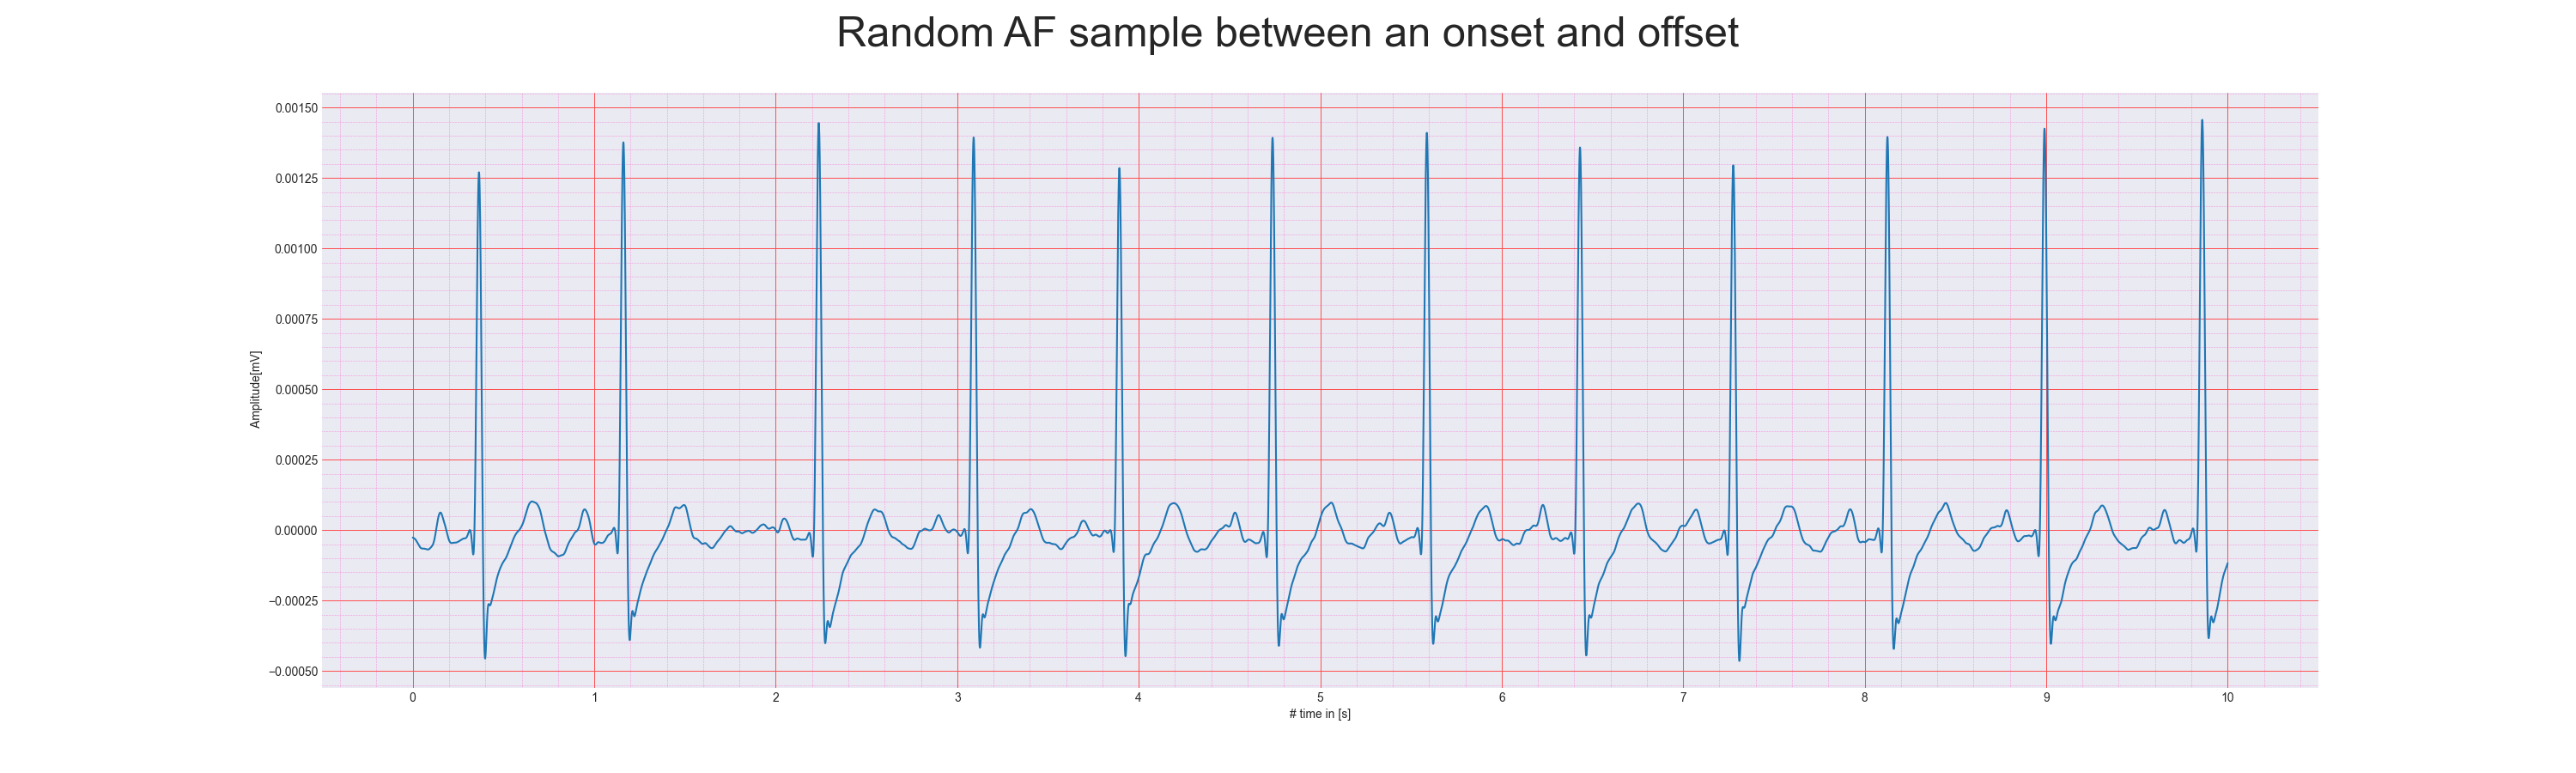 Random AF sample between an onset and offset
0.00150
0.00125
0.00100
0.00075
0.00050
0.00025
0.00000
−0.00025
−0.00050
Amplitude[mV]
0 1 2 3 4 5 6 7 8 9 10
# time in [s]